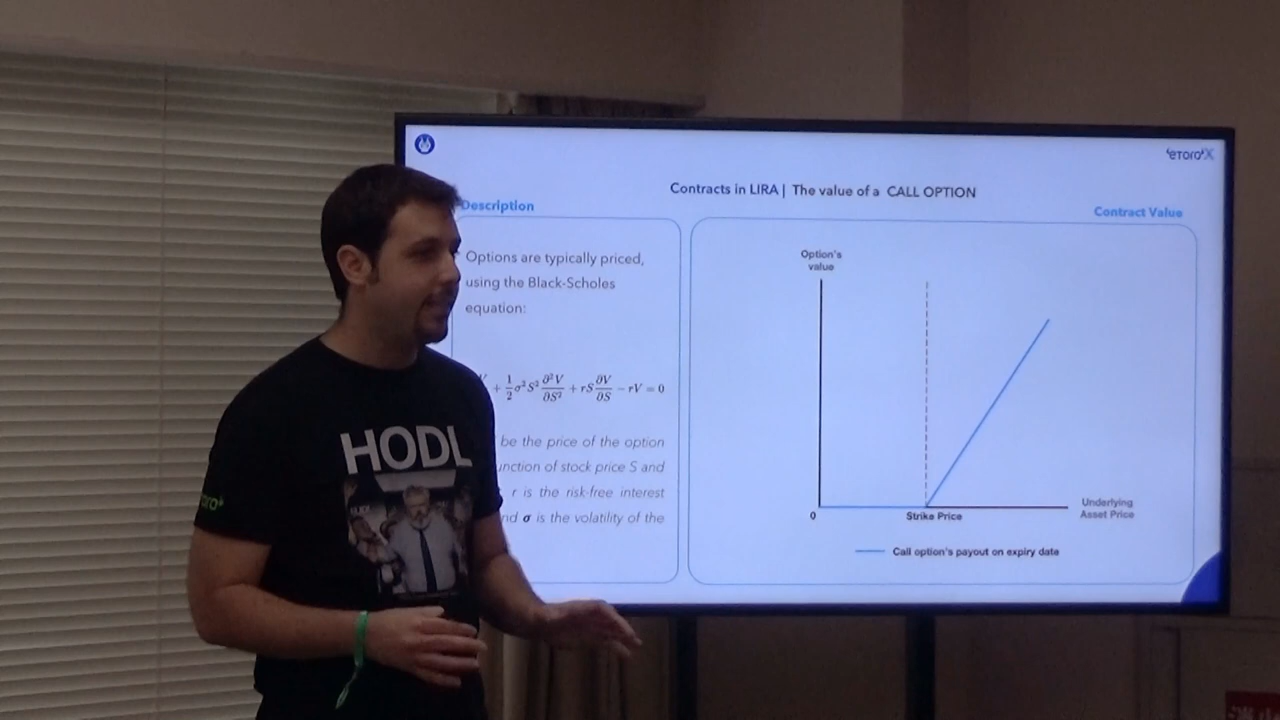 eToroX
Contracts in LIRA | The value of a CALL OPTION
Description
Contract Value
Options are typically priced,
using the Black-Scholes
equation:
+ 1/2 σ²S² ∂²V/∂S² + rS ∂V/∂S − rV = 0
be the price of the option
unction of stock price S and
r is the risk-free interest
nd σ is the volatility of the
Option's
value
0
Strike Price
Underlying
Asset Price
Call option's payout on expiry date
HODL
oro